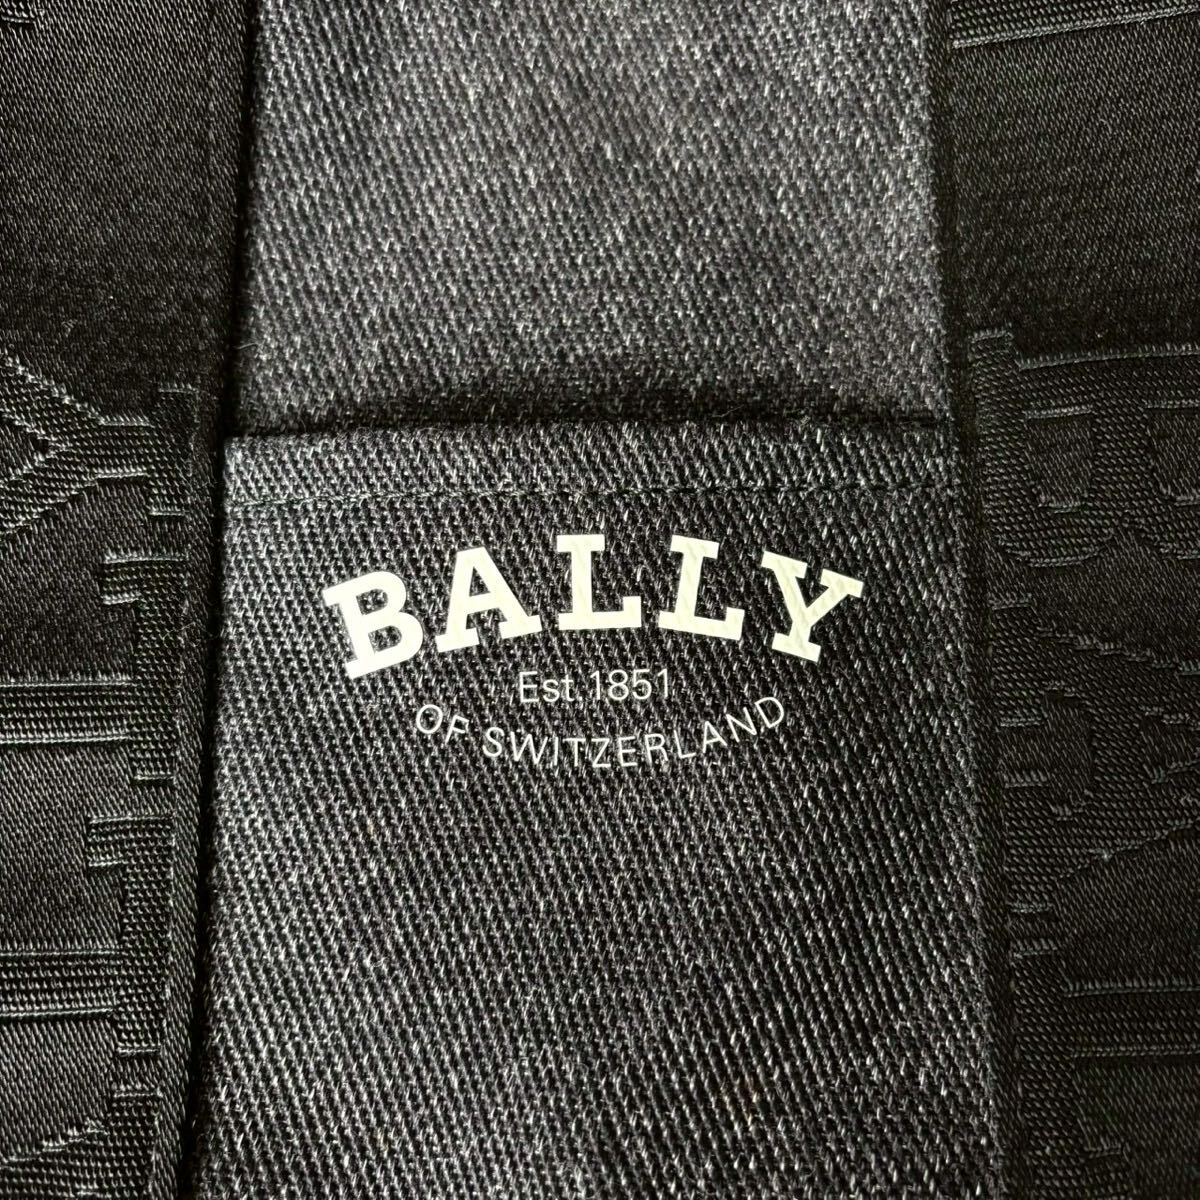 BALLY
Est. 1851
OF SWITZERLAND